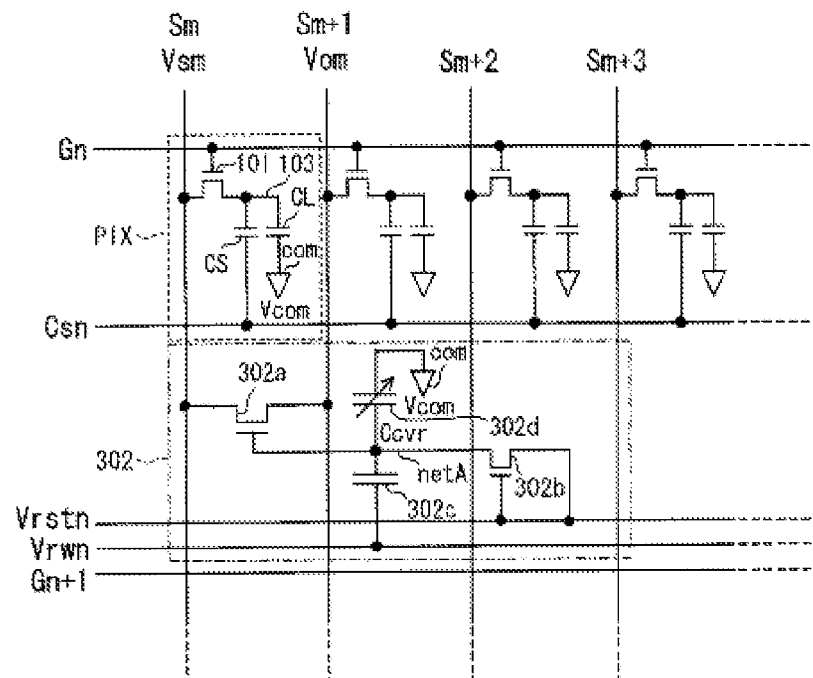 Sm
Vsm
Sm+1
Vom
Sm+2
Sm+3
Gn
101
103
CL
PIX
CS
com
Vcom
Csn
302a
com
Vcom
Ccvr
302d
302
netA
302b
302c
Vrstn
Vrwn
Gn+1